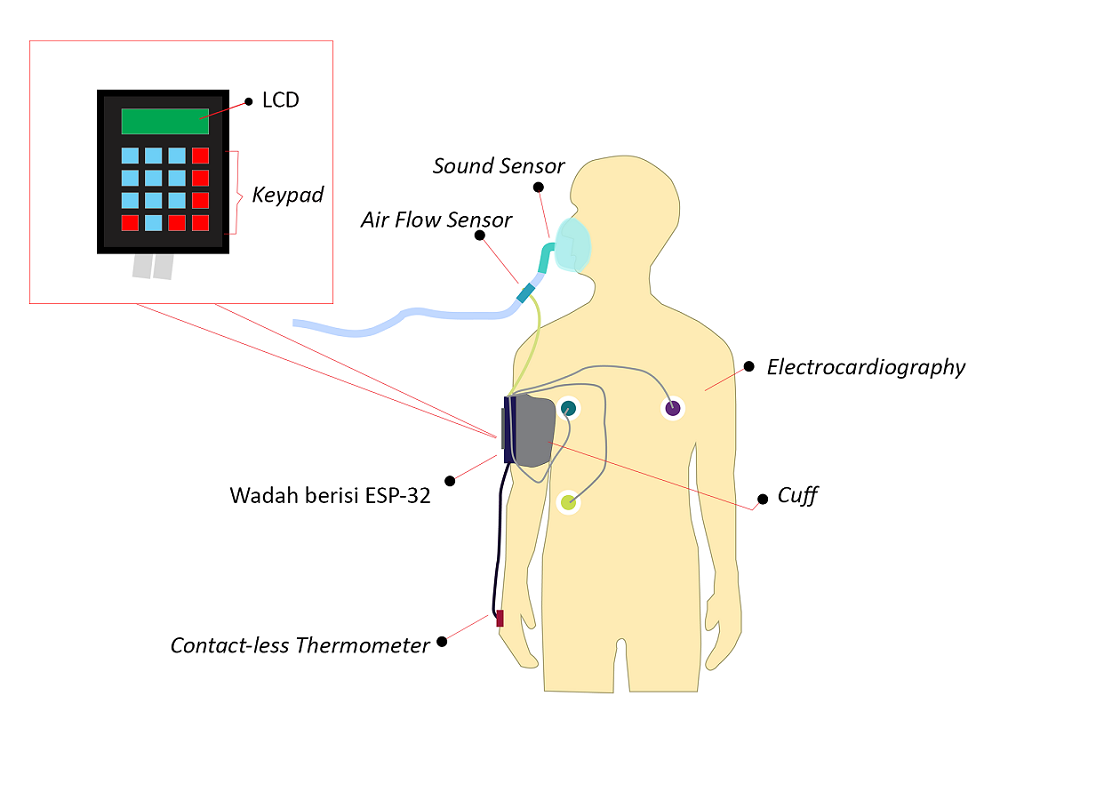 LCD
Keypad
Sound Sensor
Air Flow Sensor
Electrocardiography
Wadah berisi ESP-32
Cuff
Contact-less Thermometer